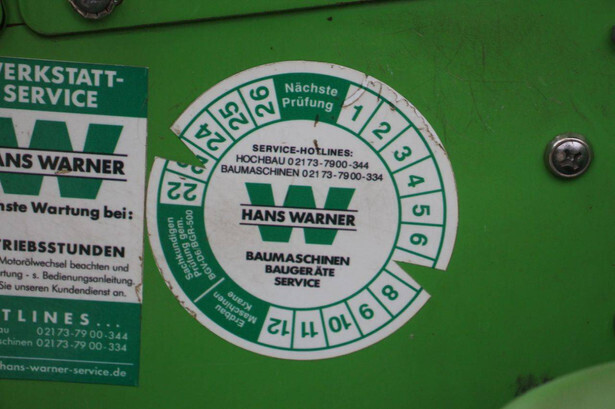 WERKSTATT-
SERVICE
HANS WARNER
W
hste Wartung bei:
TRIEBSSTUNDEN
Motorölwechsel beachten und
rtung - s. Bedienungsanleitung.
Sie unseren Kundendienst an.
TLINES...
au 02173-79 00-344
schinen 02173-79 00-334
hans-warner-service.de
Nächste
Prüfung
1
2
3
4
5
6
8
9
10
11
12
Erdbau
Maschinen
Krane
Sachkundigen
Prüfung gem.
BGV-D6/BGR-500
22
24
25
26
SERVICE-HOTLINES:
HOCHBAU 02173-7900-344
BAUMASCHINEN 02173-7900-334
W
HANS WARNER
BAUMASCHINEN
BAUGERÄTE
SERVICE